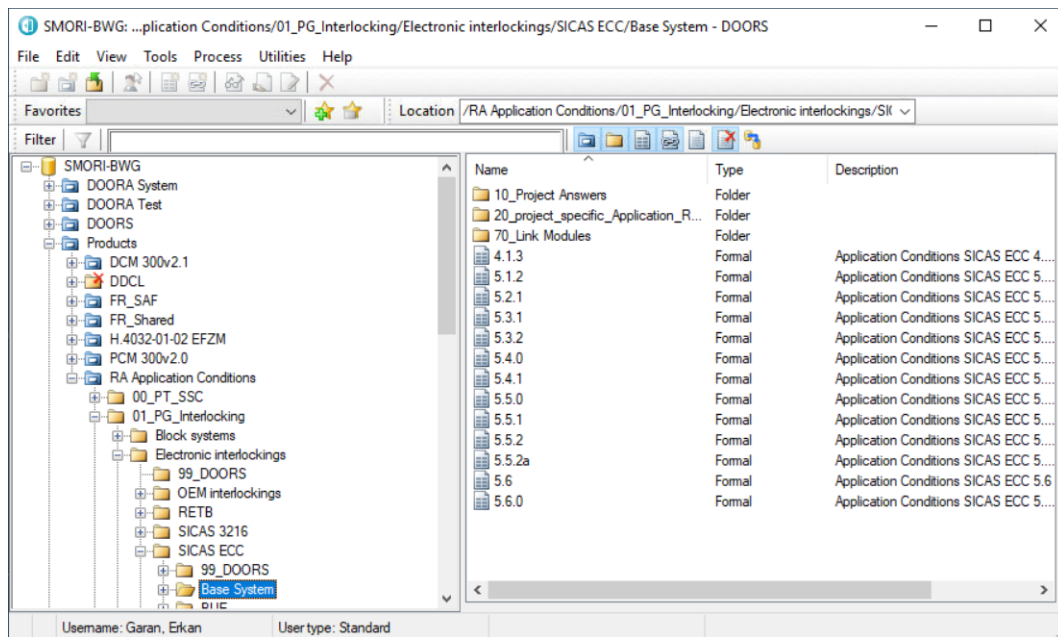 SMORI-BWG: ...plication Conditions/01_PG_Interlocking/Electronic interlockings/SICAS ECC/Base System - DOORS
File Edit View Tools Process Utilities Help
Favorites Location /RA Application Conditions/01_PG_Interlocking/Electronic interlockings/SI
Filter
SMORI-BWG
DOORA System
DOORA Test
DOORS
Products
DCM 300v2.1
DDCL
FR_SAF
FR_Shared
H.4032-01-02 EFZM
PCM 300v2.0
RA Application Conditions
00_PT_SSC
01_PG_Interlocking
Block systems
Electronic interlockings
99_DOORS
OEM interlockings
RETB
SICAS 3216
SICAS ECC
99_DOORS
Base System
Name Type Description
10_Project Answers Folder
20_project_specific_Application_R... Folder
70_Link Modules Folder
4.1.3 Formal Application Conditions SICAS ECC 4....
5.1.2 Formal Application Conditions SICAS ECC 5....
5.2.1 Formal Application Conditions SICAS ECC 5....
5.3.1 Formal Application Conditions SICAS ECC 5....
5.3.2 Formal Application Conditions SICAS ECC 5....
5.4.0 Formal Application Conditions SICAS ECC 5....
5.4.1 Formal Application Conditions SICAS ECC 5....
5.5.0 Formal Application Conditions SICAS ECC 5....
5.5.1 Formal Application Conditions SICAS ECC 5....
5.5.2 Formal Application Conditions SICAS ECC 5....
5.5.2a Formal Application Conditions SICAS ECC 5....
5.6 Formal Application Conditions SICAS ECC 5.6
5.6.0 Formal Application Conditions SICAS ECC 5....
Username: Garan, Erkan User type: Standard